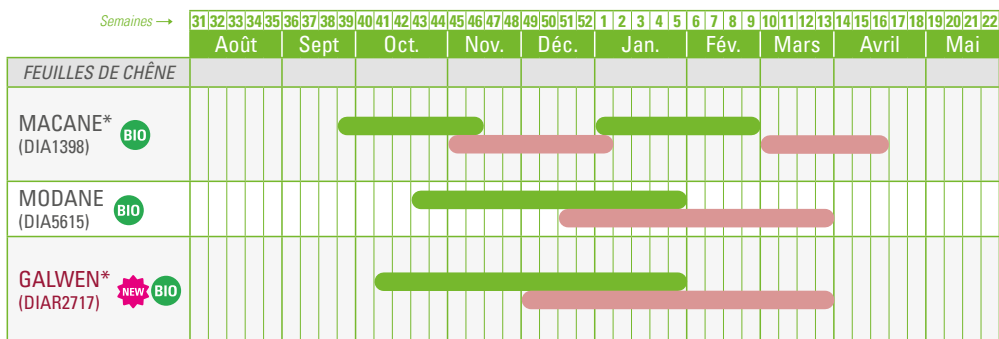 Semaines → 31 32 33 34 35 36 37 38 39 40 41 42 43 44 45 46 47 48 49 50 51 52 1 2 3 4 5 6 7 8 9 10 11 12 13 14 15 16 17 18 19 20 21 22
Août Sept Oct. Nov. Déc. Jan. Fév. Mars Avril Mai
FEUILLES DE CHÊNE
MACANE* BIO
(DIA1398)
MODANE BIO
(DIA5615)
GALWEN* NEW BIO
(DIAR2717)